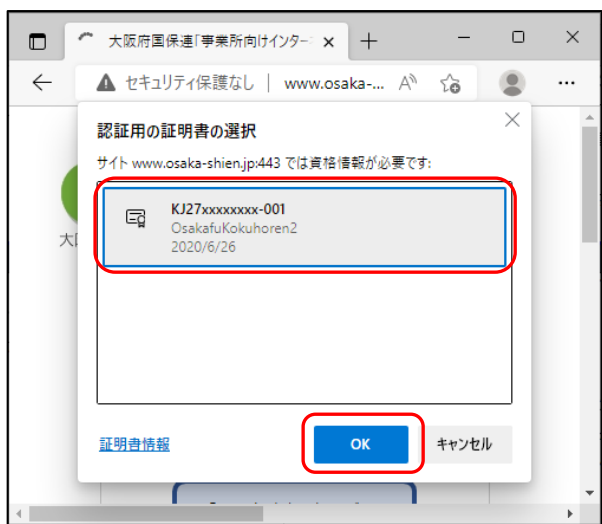 大阪府国保連「事業所向けインター
セキュリティ保護なし | www.osaka-...
認証用の証明書の選択
サイト www.osaka-shien.jp:443 では資格情報が必要です:
KJ27xxxxxxxx-001
OsakafuKokuhoren2
2020/6/26
大
証明書情報
OK
キャンセル